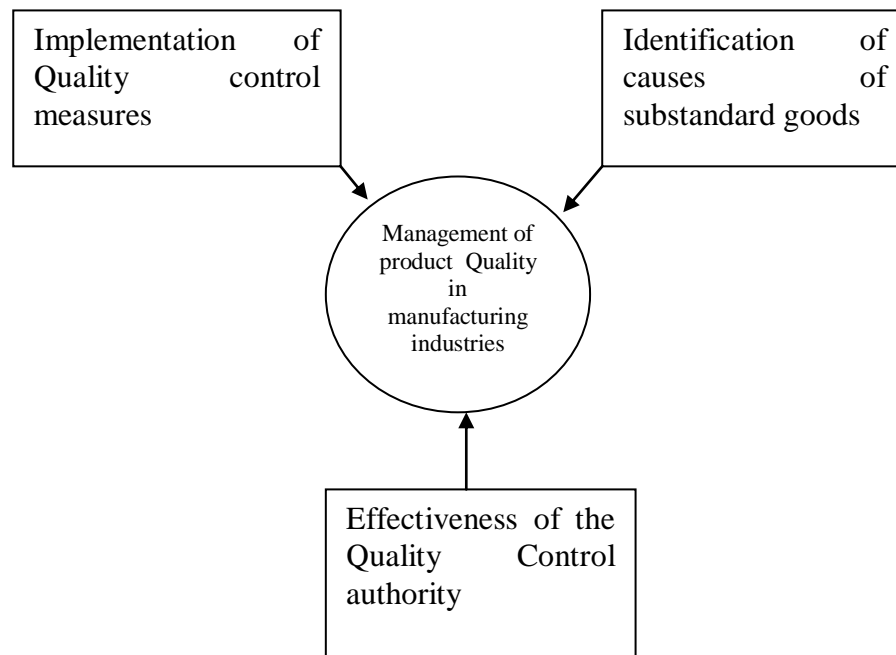 Implementation of
Quality control
measures
Identification of
causes of
substandard goods
Management of
product Quality
in
manufacturing
industries
Effectiveness of the
Quality Control
authority